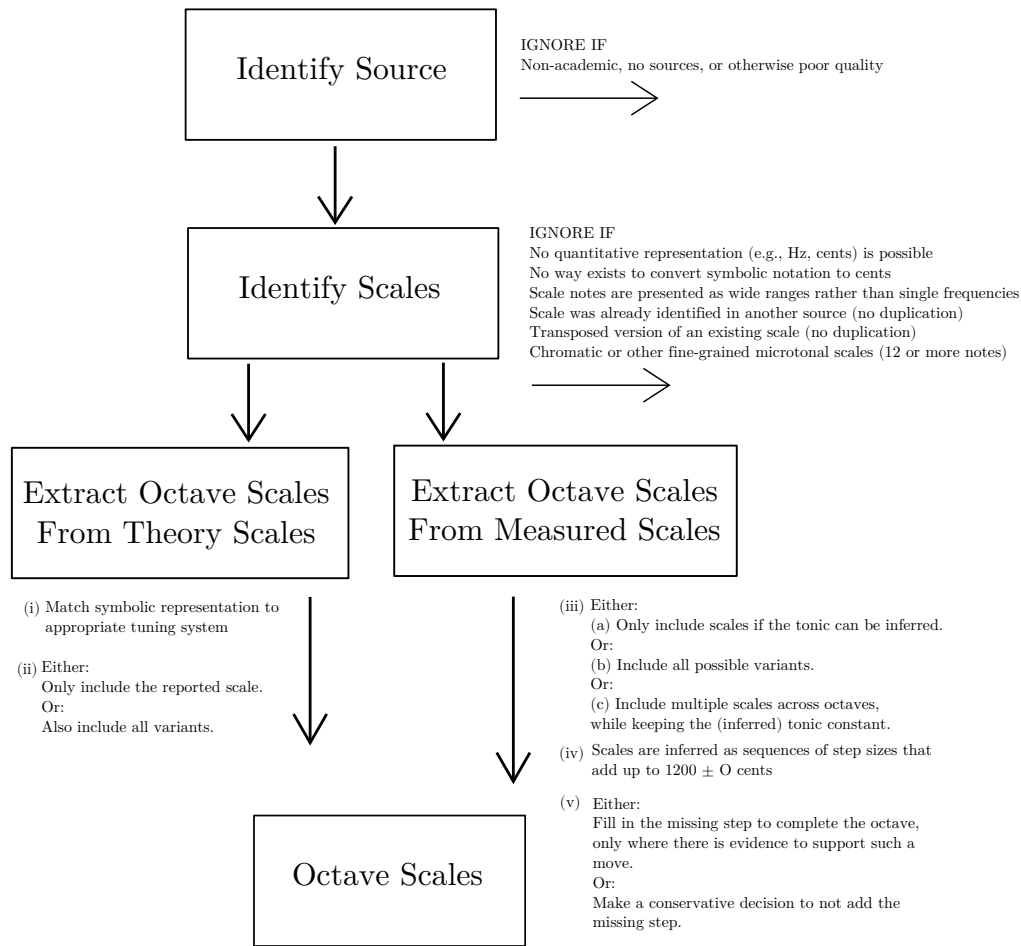 Identify Source
IGNORE IF
Non-academic, no sources, or otherwise poor quality
Identify Scales
IGNORE IF
No quantitative representation (e.g., Hz, cents) is possible
No way exists to convert symbolic notation to cents
Scale notes are presented as wide ranges rather than single frequencies
Scale was already identified in another source (no duplication)
Transposed version of an existing scale (no duplication)
Chromatic or other fine-grained microtonal scales (12 or more notes)
Extract Octave Scales
From Theory Scales
Extract Octave Scales
From Measured Scales
(i) Match symbolic representation to
appropriate tuning system
(ii) Either:
Only include the reported scale.
Or:
Also include all variants.
(iii) Either:
(a) Only include scales if the tonic can be inferred.
Or:
(b) Include all possible variants.
Or:
(c) Include multiple scales across octaves,
while keeping the (inferred) tonic constant.
(iv) Scales are inferred as sequences of step sizes that
add up to 1200 ± O cents
(v) Either:
Fill in the missing step to complete the octave,
only where there is evidence to support such a
move.
Or:
Make a conservative decision to not add the
missing step.
Octave Scales